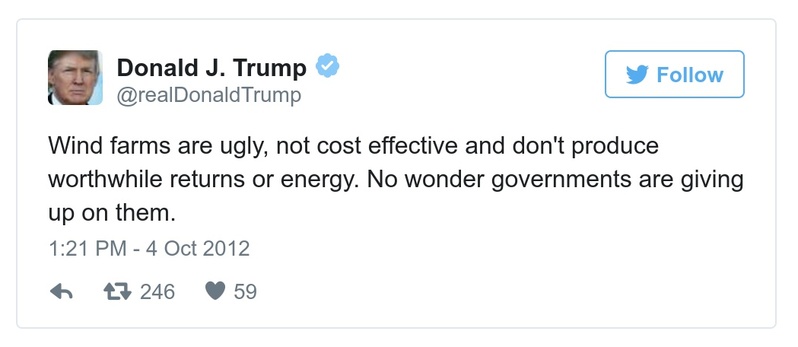 Donald J. Trump
@realDonaldTrump
Follow
Wind farms are ugly, not cost effective and don't produce
worthwhile returns or energy. No wonder governments are giving
up on them.
1:21 PM - 4 Oct 2012
246 59